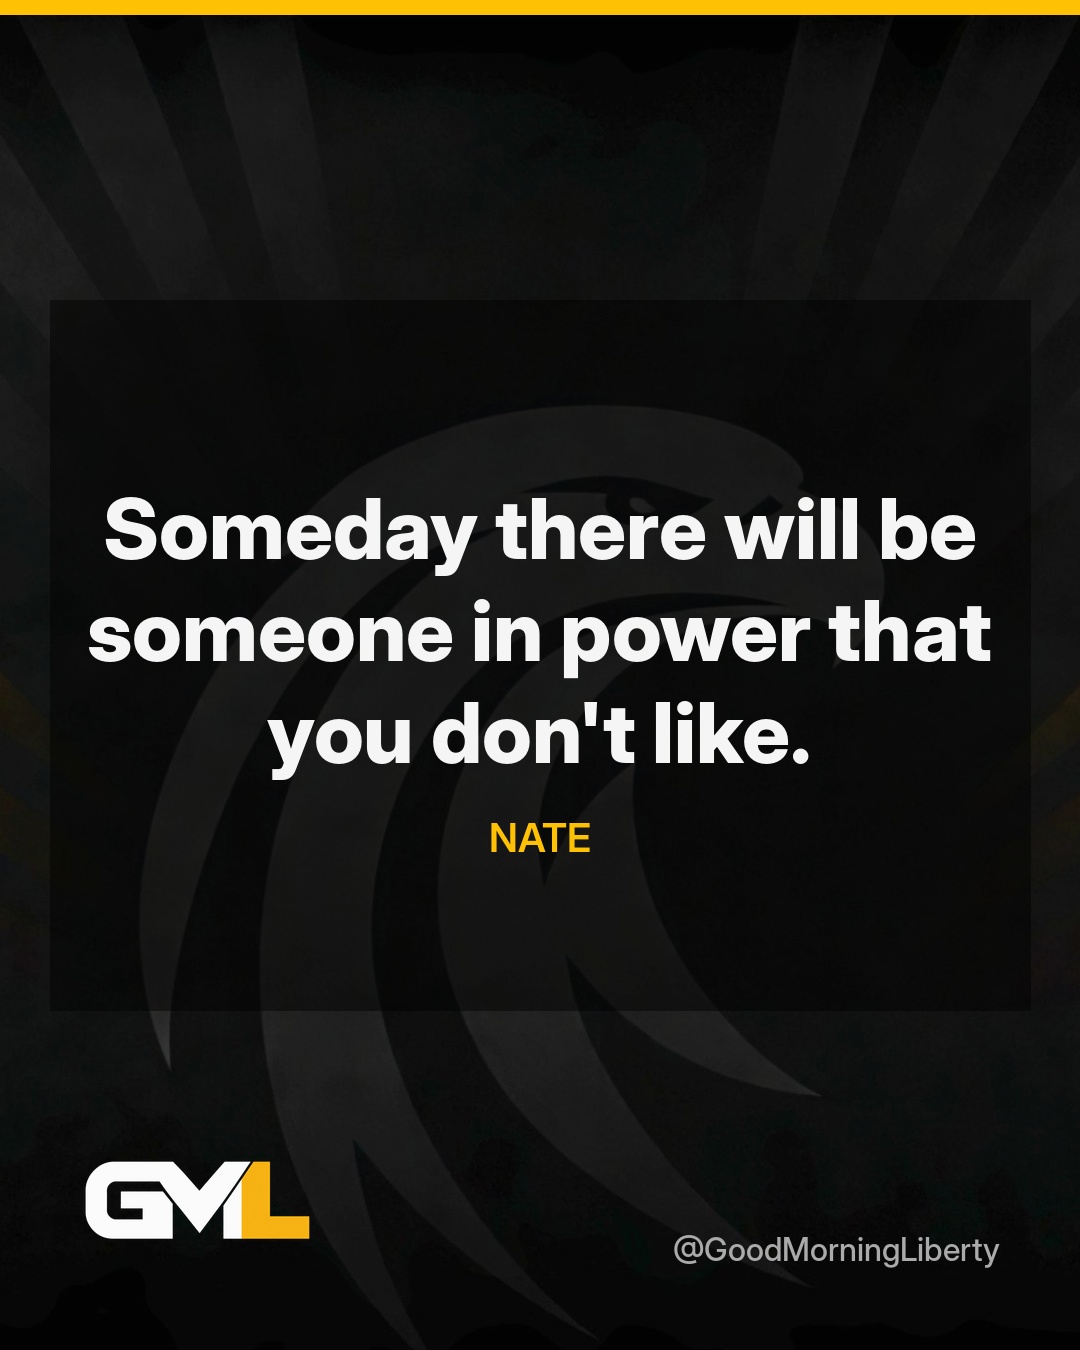 Someday there will be
someone in power that
you don't like.
NATE
GML
@GoodMorningLiberty